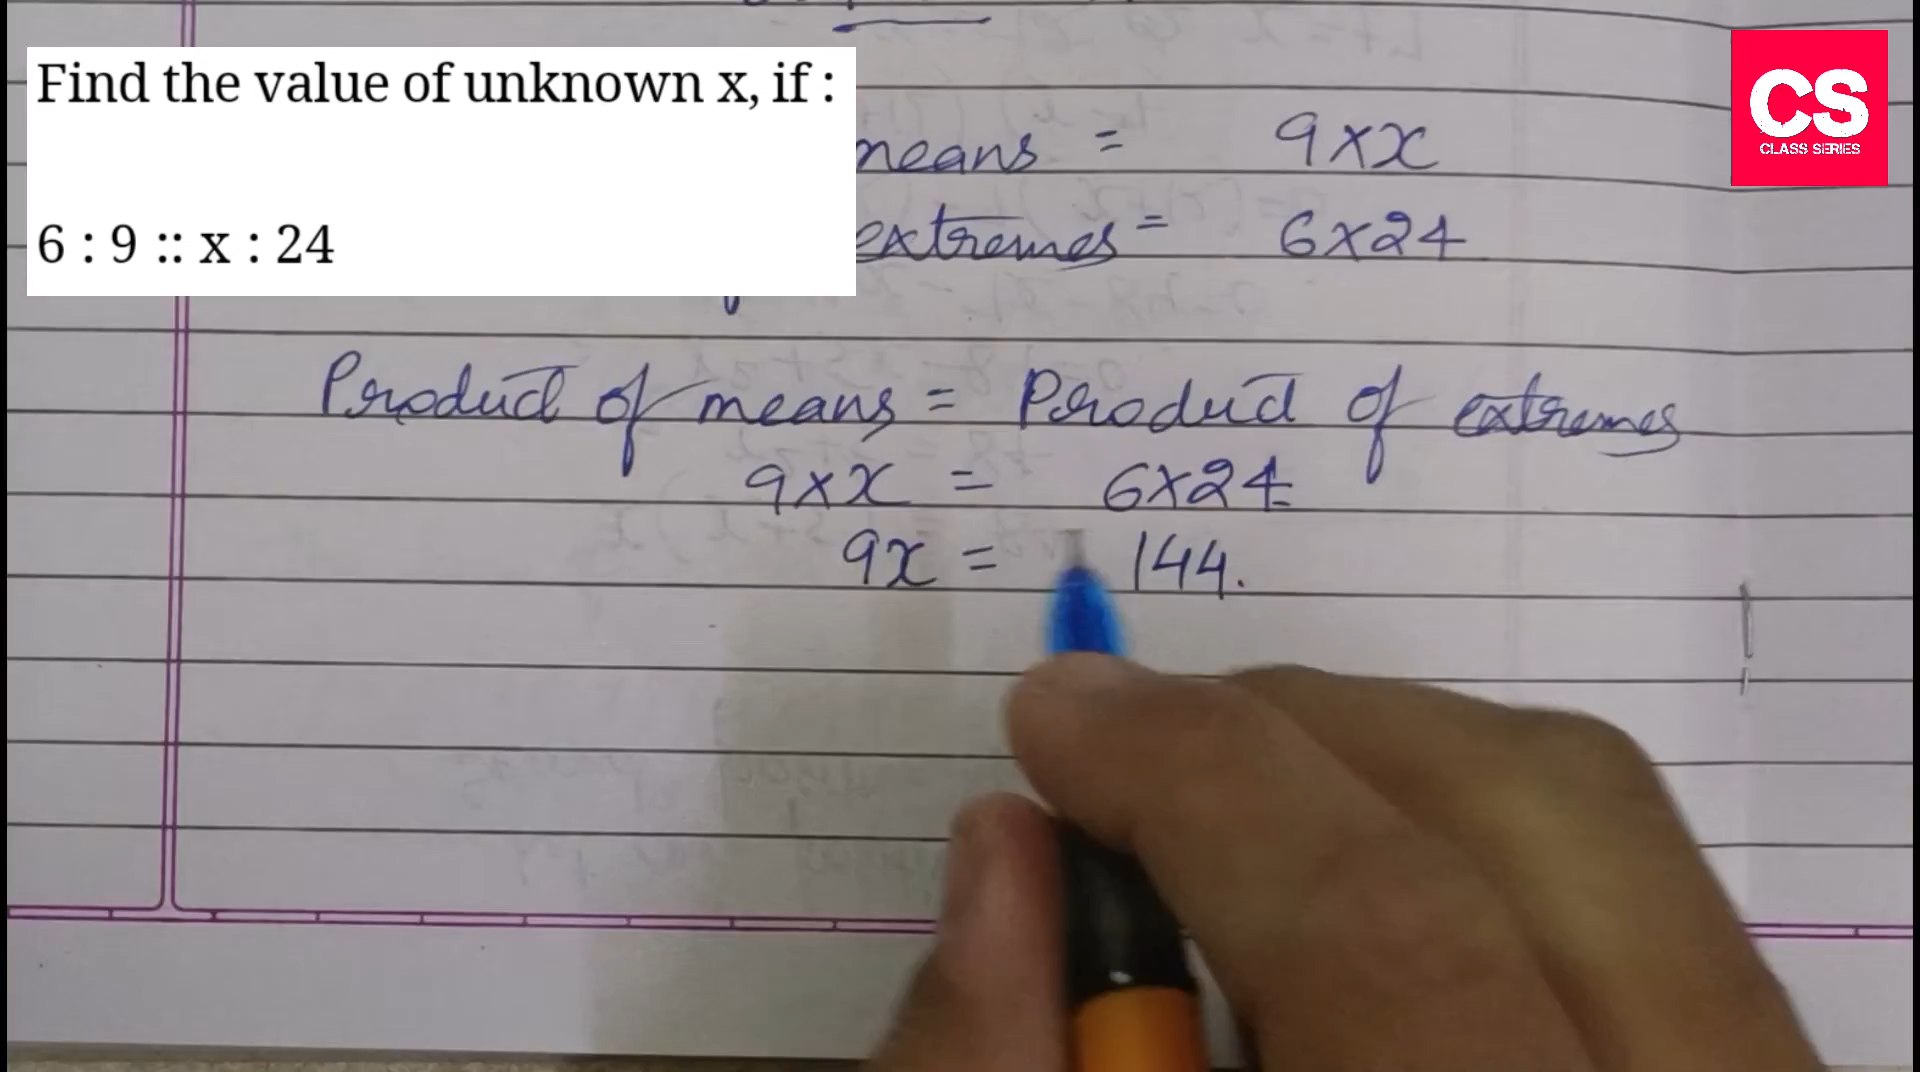 Find the value of unknown x, if :
6 : 9 :: x : 24
CS
CLASS SERIES
means = 9×x
extremes = 6×24
Product of means = Product of extremes
9×x = 6×24
9x = 144.